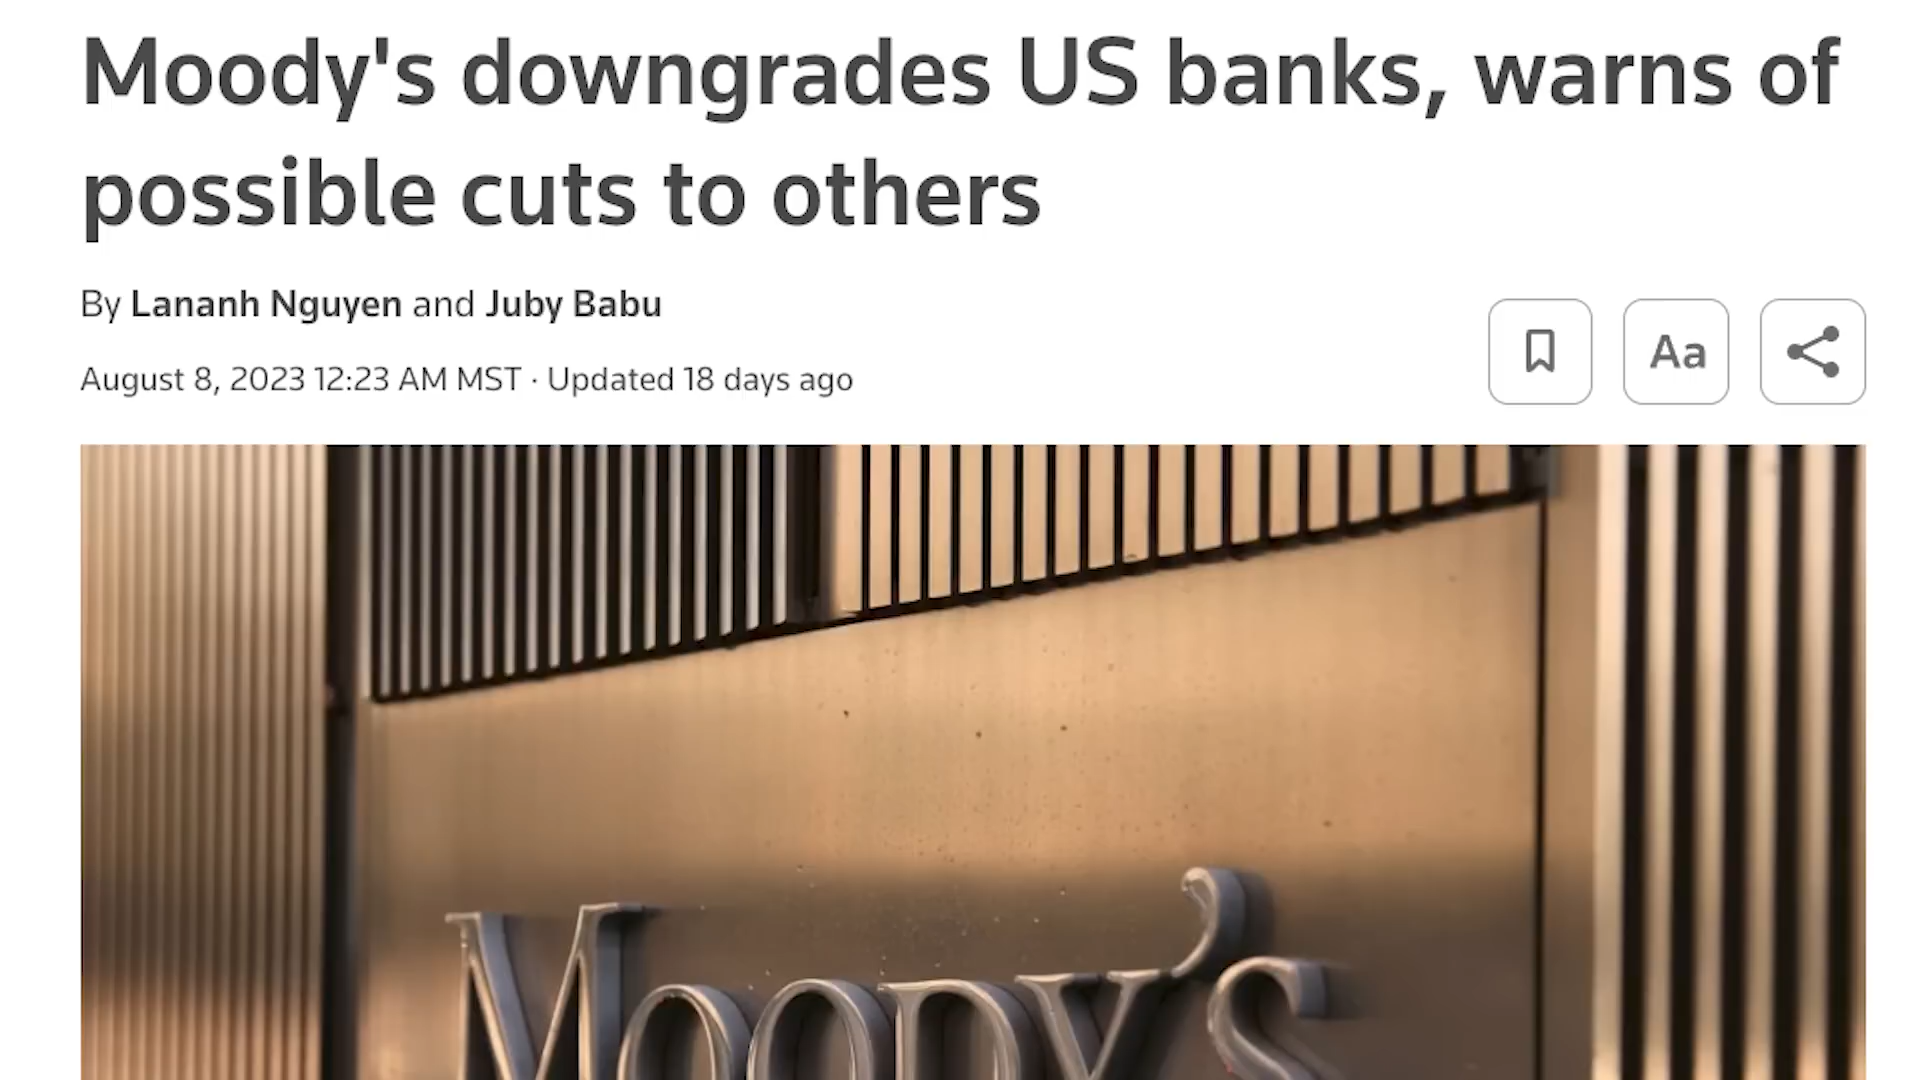 Moody's downgrades US banks, warns of
possible cuts to others
By Lananh Nguyen and Juby Babu
August 8, 2023 12:23 AM MST · Updated 18 days ago
Aa
Moody's